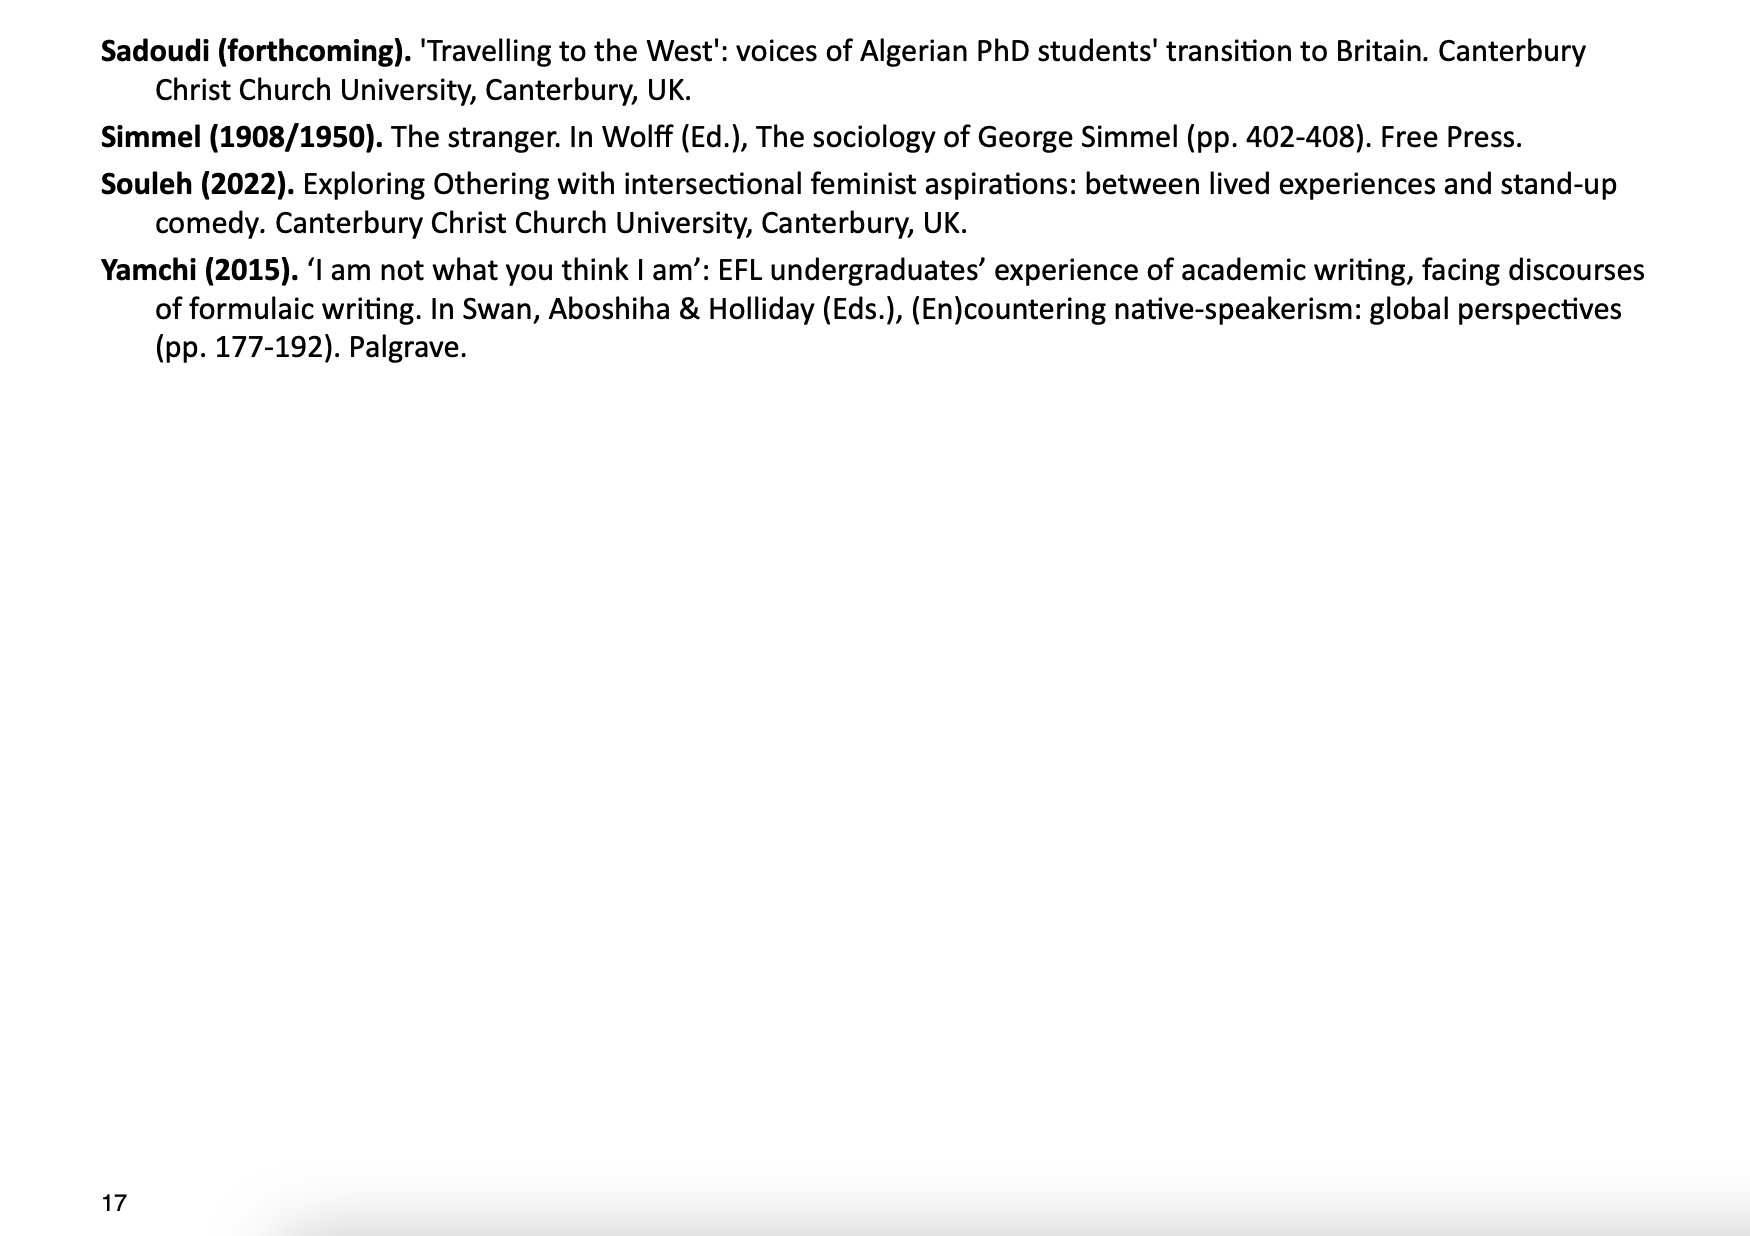 Sadoudi (forthcoming). 'Travelling to the West': voices of Algerian PhD students' transition to Britain. Canterbury
Christ Church University, Canterbury, UK.
Simmel (1908/1950). The stranger. In Wolff (Ed.), The sociology of George Simmel (pp. 402-408). Free Press.
Souleh (2022). Exploring Othering with intersectional feminist aspirations: between lived experiences and stand-up
comedy. Canterbury Christ Church University, Canterbury, UK.
Yamchi (2015). ‘I am not what you think I am’: EFL undergraduates’ experience of academic writing, facing discourses
of formulaic writing. In Swan, Aboshiha & Holliday (Eds.), (En)countering native-speakerism: global perspectives
(pp. 177-192). Palgrave.
17